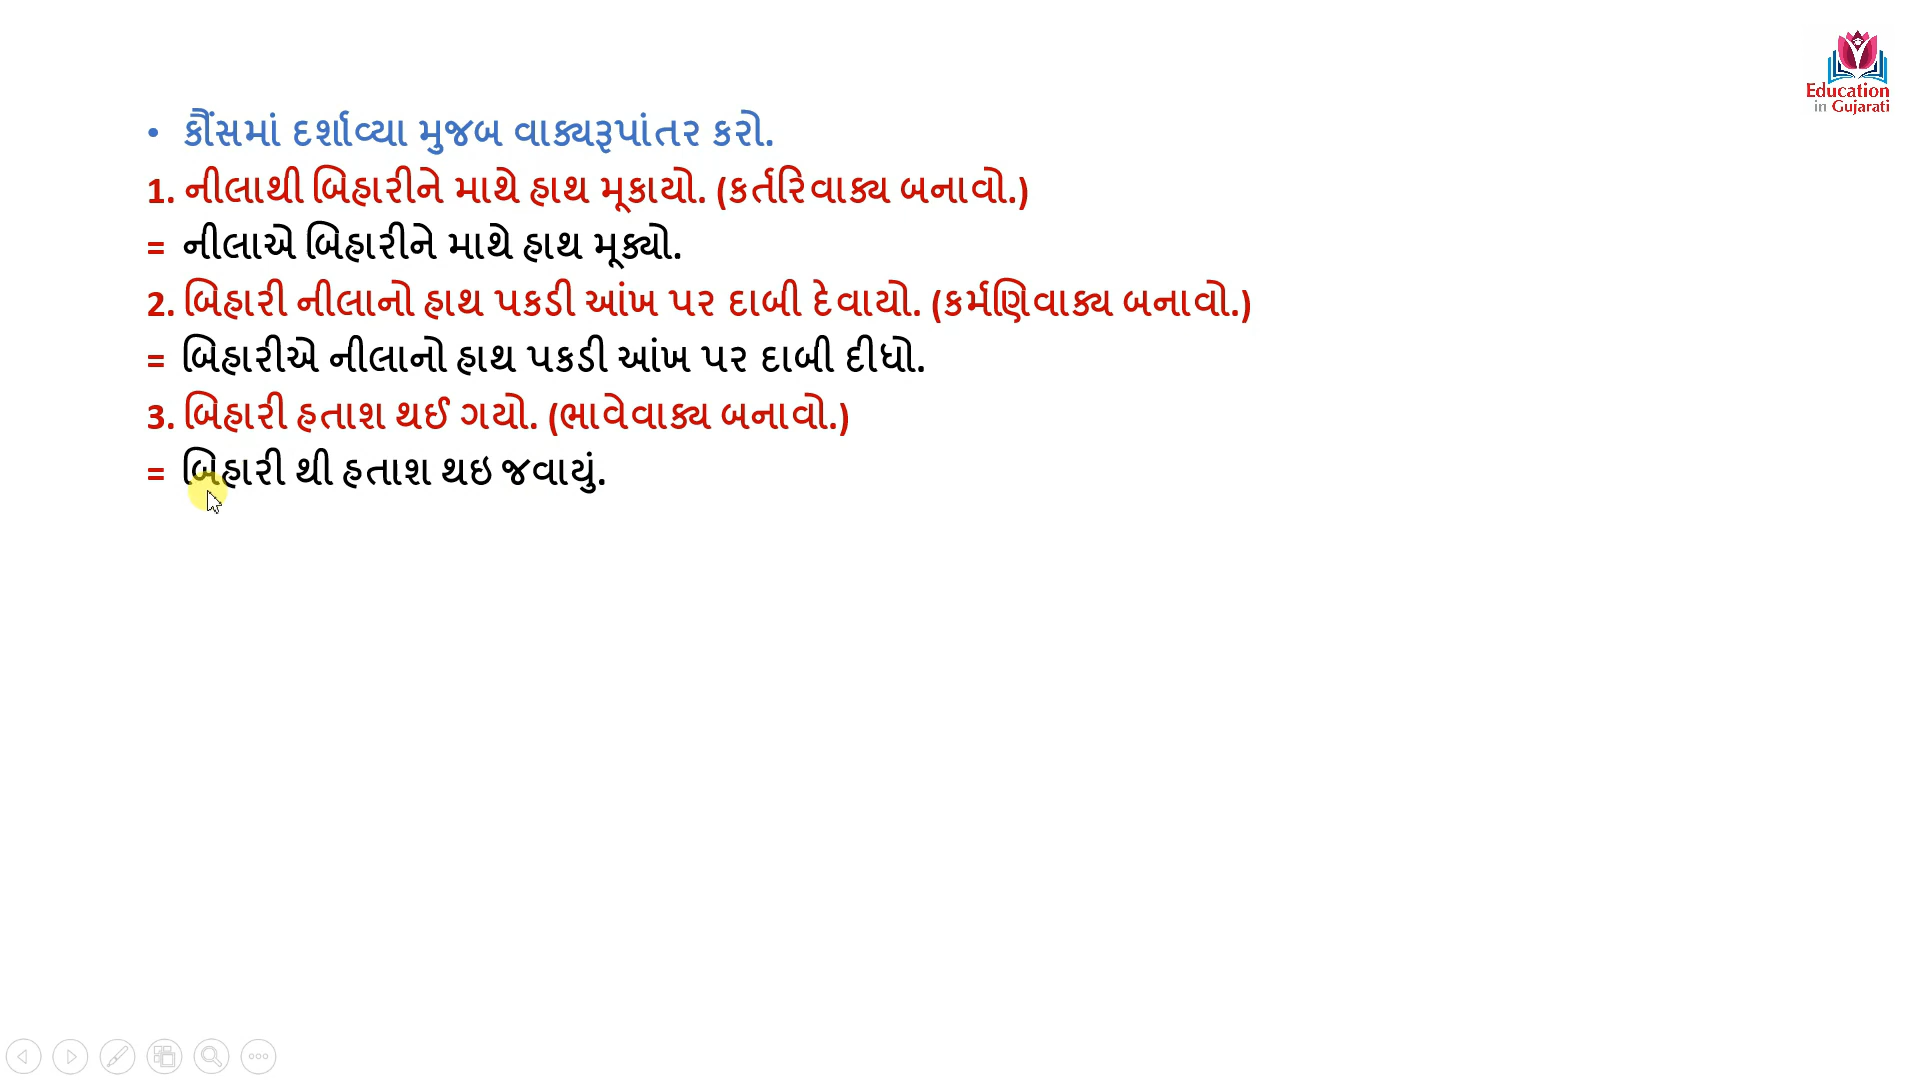 Education
in Gujarati
• કૌંસમાં દર્શાવ્યા મુજબ વાક્યરૂપાંતર કરો.
1. નીલાથી બિહારીને માથે હાથ મૂકાયો. (કર્તરિવાક્ય બનાવો.)
= નીલાએ બિહારીને માથે હાથ મૂક્યો.
2. બિહારી નીલાનો હાથ પકડી આંખ પર દાબી દેવાયો. (કર્મણિવાક્ય બનાવો.)
= બિહારીએ નીલાનો હાથ પકડી આંખ પર દાબી દીધો.
3. બિહારી હતાશ થઈ ગયો. (ભાવેવાક્ય બનાવો.)
= બિહારી થી હતાશ થઇ જવાયું.